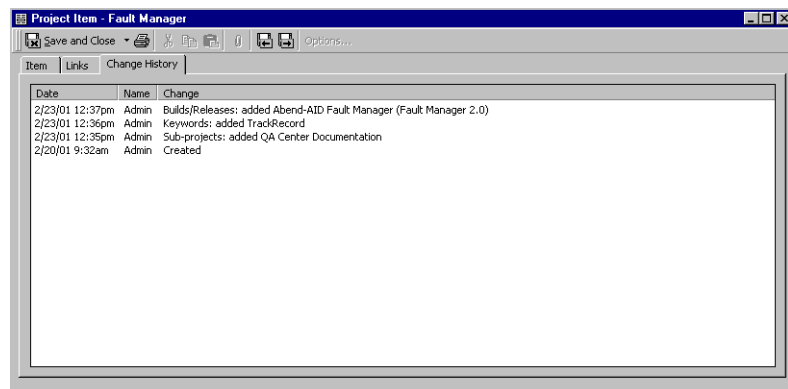 Project Item - Fault Manager
Save and Close Options...
Item Links Change History
Date Name Change
2/23/01 12:37pm Admin Builds/Releases: added Abend-AID Fault Manager (Fault Manager 2.0)
2/23/01 12:36pm Admin Keywords: added TrackRecord
2/23/01 12:35pm Admin Sub-projects: added QA Center Documentation
2/20/01 9:32am Admin Created